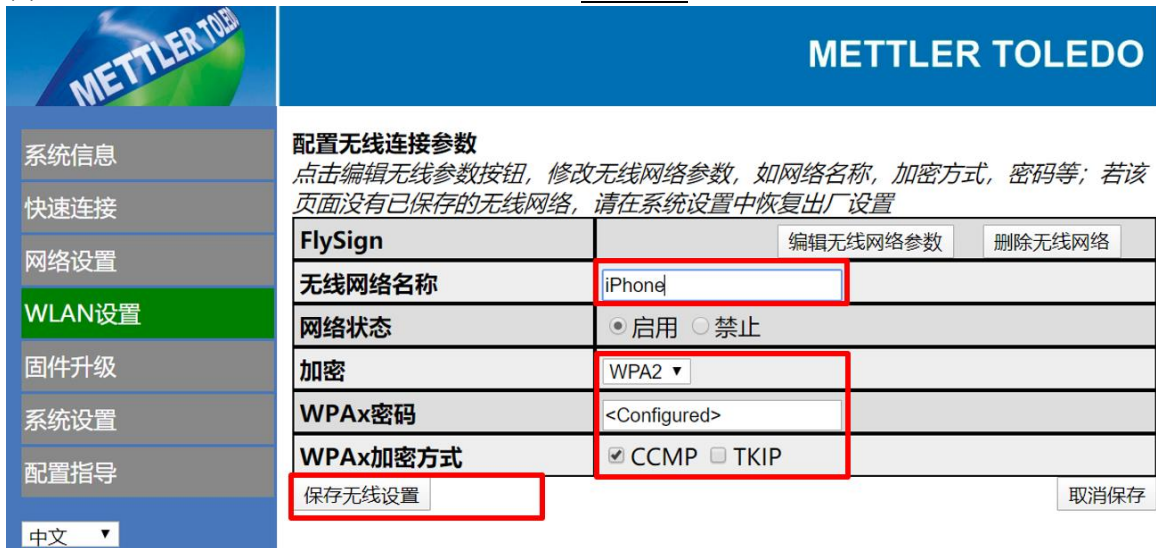 METTLER TOLEDO
METTLER TOLEDO
系统信息
快速连接
网络设置
WLAN设置
固件升级
系统设置
配置指导
中文
配置无线连接参数
点击编辑无线参数按钮，修改无线网络参数，如网络名称，加密方式，密码等；若该
页面没有已保存的无线网络，请在系统设置中恢复出厂设置
FlySign 编辑无线网络参数 删除无线网络
无线网络名称 iPhone
网络状态 启用 禁止
加密 WPA2
WPAx密码 <Configured>
WPAx加密方式 CCMP TKIP
保存无线设置 取消保存